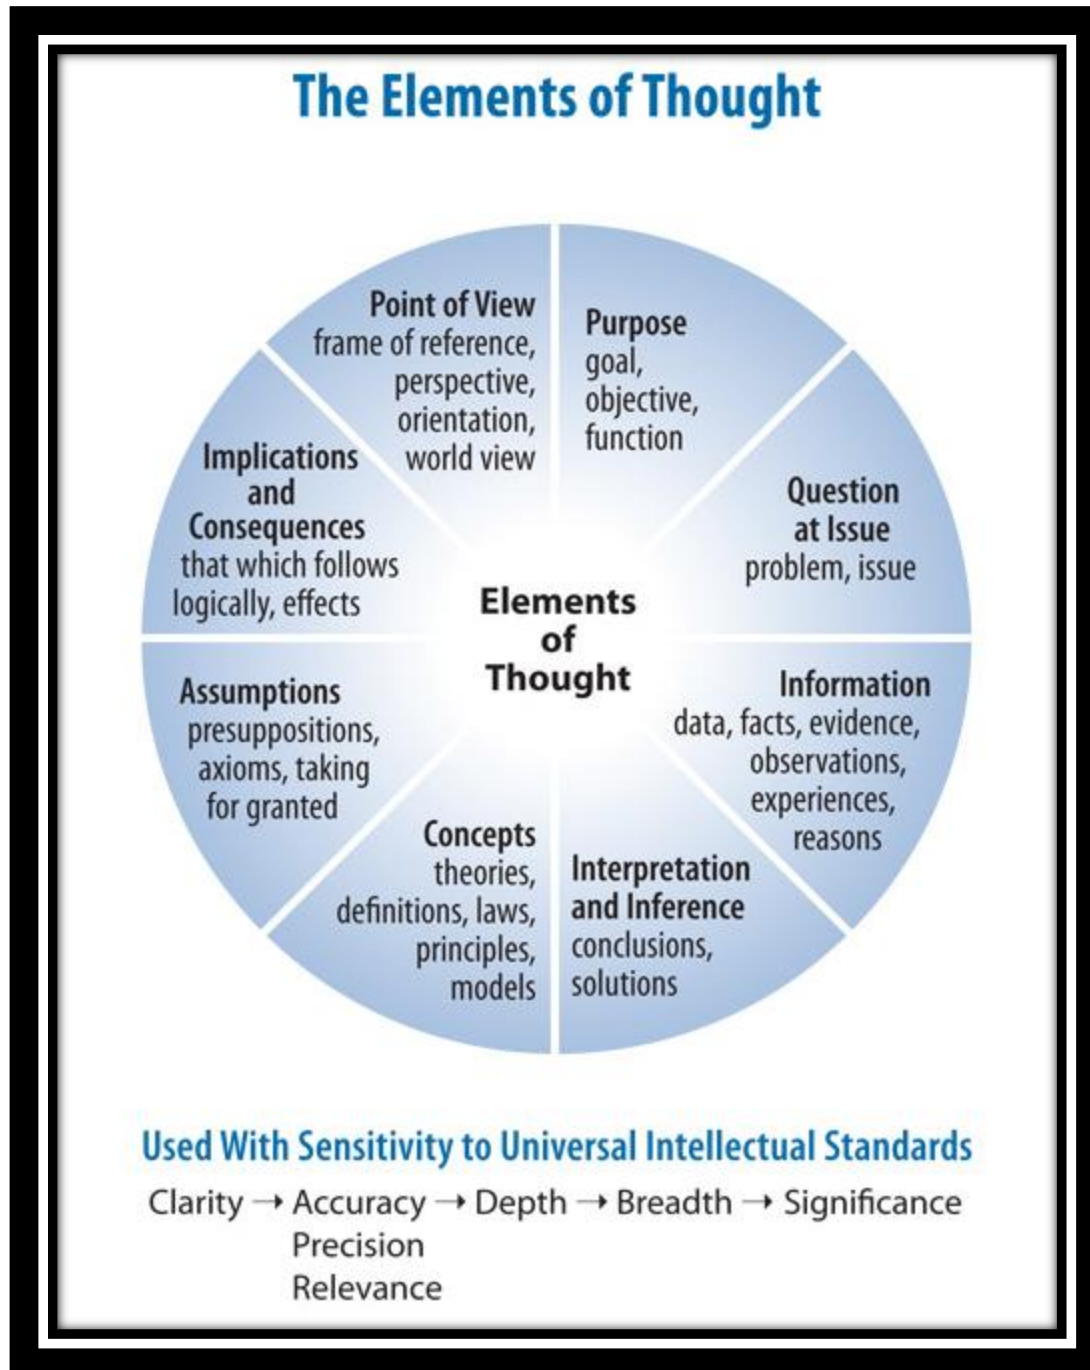 The Elements of Thought
Point of View
frame of reference,
perspective,
orientation,
world view
Purpose
goal,
objective,
function
Question
at Issue
problem, issue
Information
data, facts, evidence,
observations,
experiences,
reasons
Interpretation
and Inference
conclusions,
solutions
Concepts
theories,
definitions, laws,
principles,
models
Assumptions
presuppositions,
axioms, taking
for granted
Implications
and
Consequences
that which follows
logically, effects
Elements
of
Thought
Used With Sensitivity to Universal Intellectual Standards
Clarity → Accuracy → Depth → Breadth → Significance
Precision
Relevance